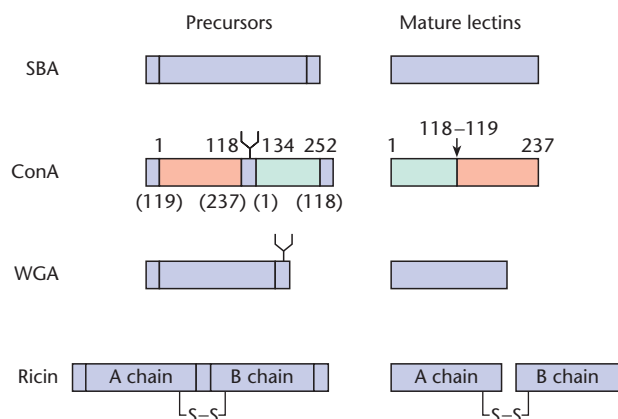 Precursors Mature lectins
SBA
118–119
1 118 134 252 1 237
ConA
(119) (237) (1) (118)
WGA
Ricin A chain B chain A chain B chain
S–S S–S